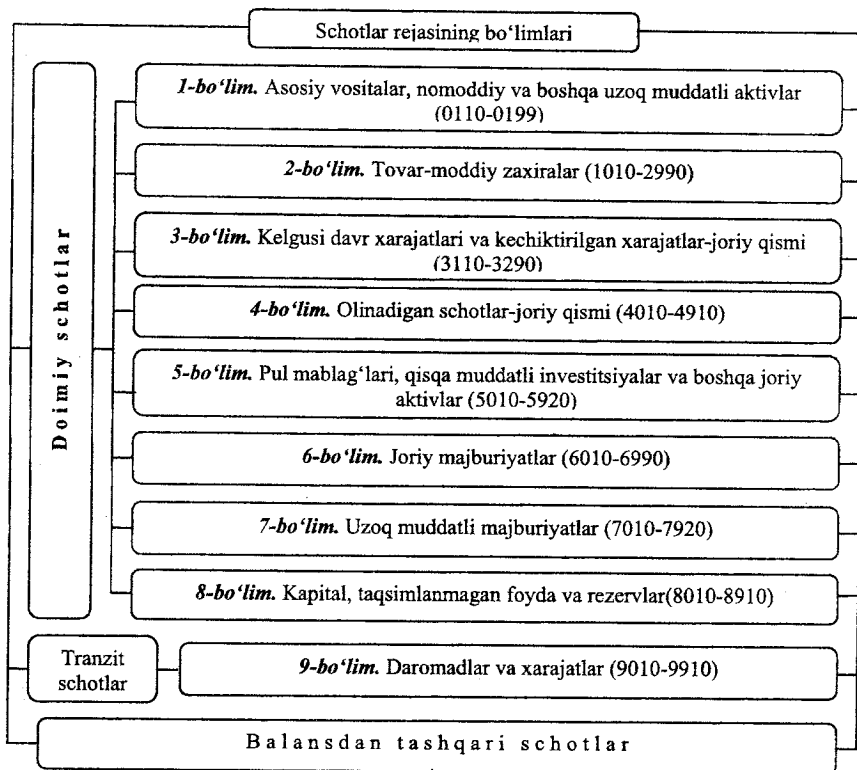 Schotlar rejasining bo‘limlari
Doimiy schotlar
1-bo‘lim. Asosiy vositalar, nomoddiy va boshqa uzoq muddatli aktivlar
(0110-0199)
2-bo‘lim. Tovar-moddiy zaxiralar (1010-2990)
3-bo‘lim. Kelgusi davr xarajatlari va kechiktirilgan xarajatlar-joriy qismi
(3110-3290)
4-bo‘lim. Olinadigan schotlar-joriy qismi (4010-4910)
5-bo‘lim. Pul mablag‘lari, qisqa muddatli investitsiyalar va boshqa joriy
aktivlar (5010-5920)
6-bo‘lim. Joriy majburiyatlar (6010-6990)
7-bo‘lim. Uzoq muddatli majburiyatlar (7010-7920)
8-bo‘lim. Kapital, taqsimlanmagan foyda va rezervlar(8010-8910)
Tranzit
schotlar
9-bo‘lim. Daromadlar va xarajatlar (9010-9910)
Balansdan tashqari schotlar